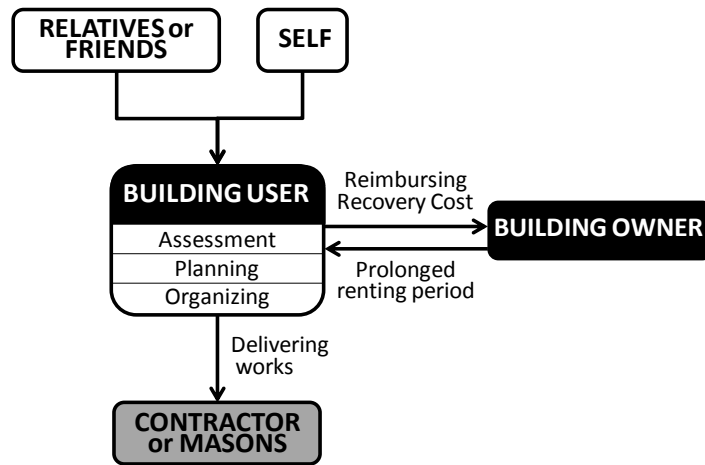 RELATIVES or
FRIENDS
SELF
BUILDING USER
Assessment
Planning
Organizing
Reimbursing
Recovery Cost
BUILDING OWNER
Prolonged
renting period
Delivering
works
CONTRACTOR
or MASONS